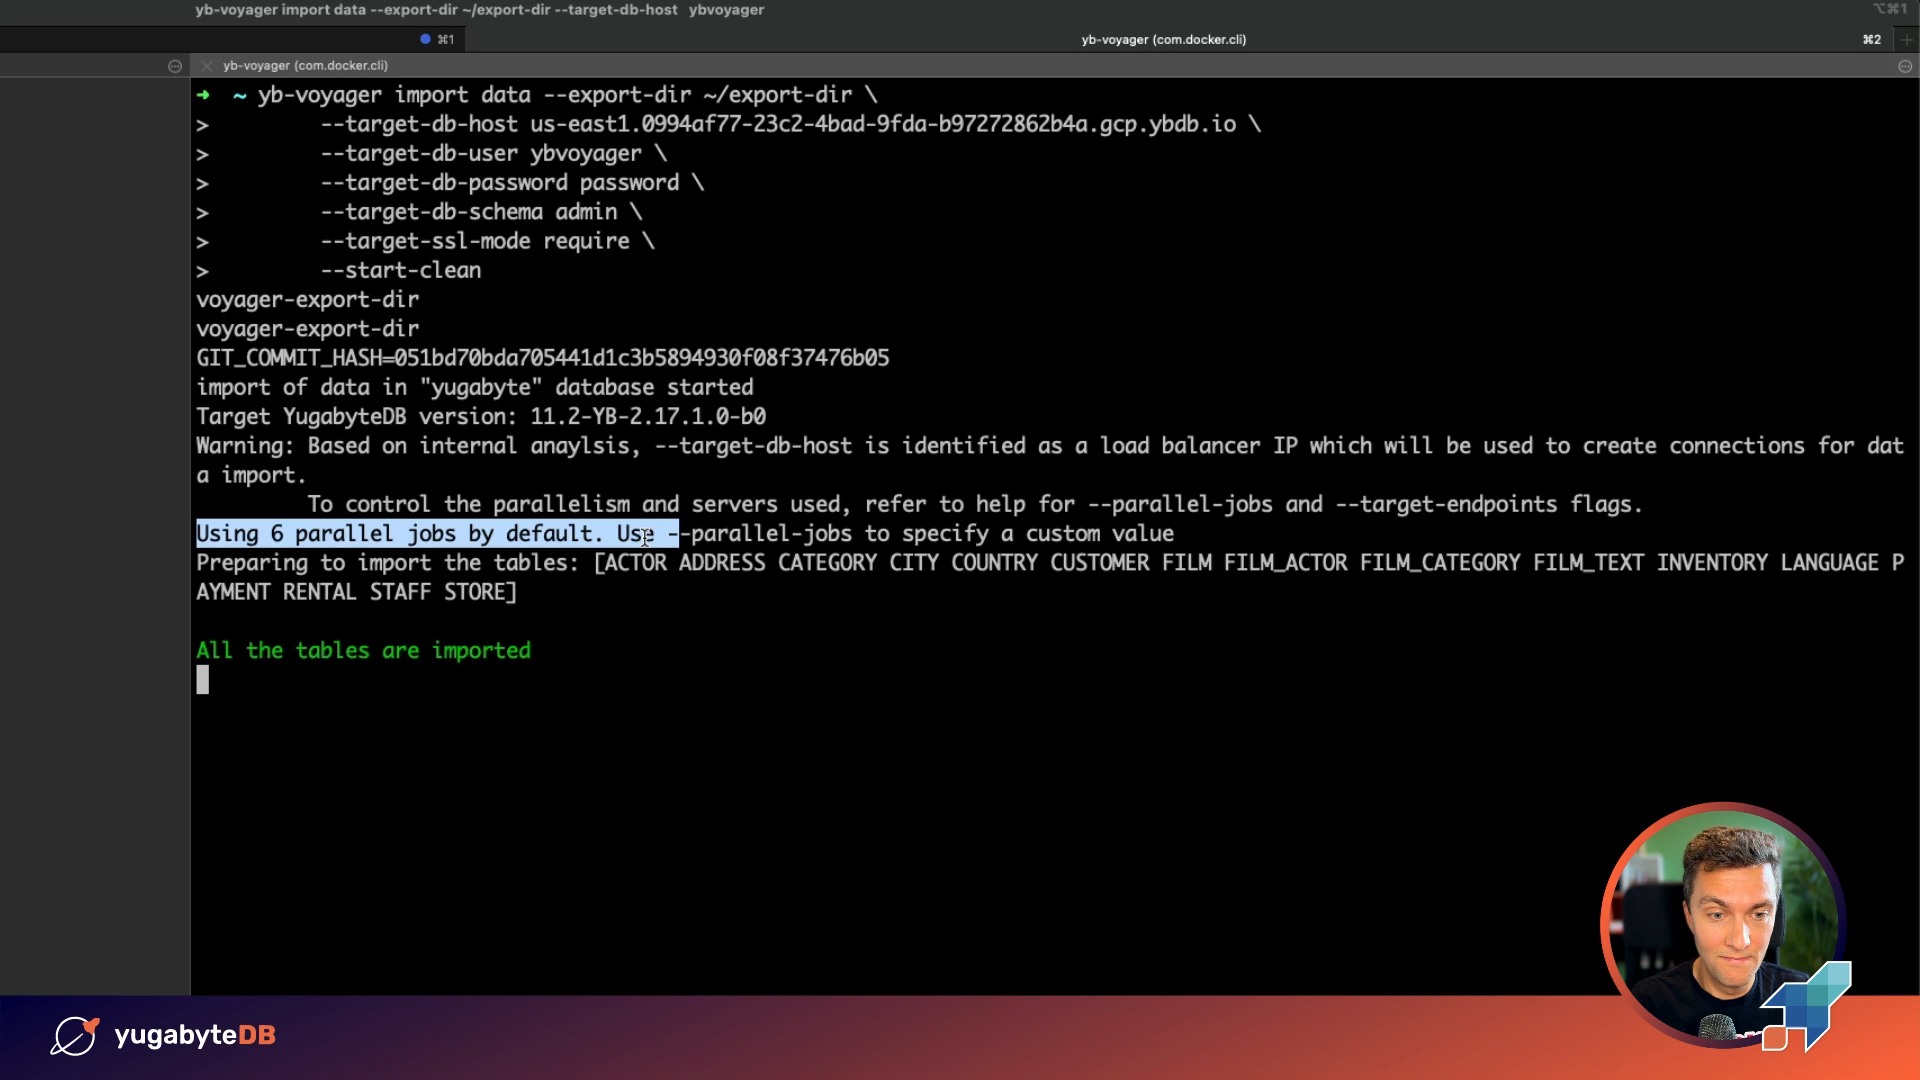 yb-voyager import data --export-dir ~/export-dir --target-db-host   ybvoyager
⌥⌘1
⌘1
yb-voyager (com.docker.cli)
⌘2
yb-voyager (com.docker.cli)
➜  ~ yb-voyager import data --export-dir ~/export-dir \
>         --target-db-host us-east1.0994af77-23c2-4bad-9fda-b97272862b4a.gcp.ybdb.io \
>         --target-db-user ybvoyager \
>         --target-db-password password \
>         --target-db-schema admin \
>         --target-ssl-mode require \
>         --start-clean
voyager-export-dir
voyager-export-dir
GIT_COMMIT_HASH=051bd70bda705441d1c3b5894930f08f37476b05
import of data in "yugabyte" database started
Target YugabyteDB version: 11.2-YB-2.17.1.0-b0
Warning: Based on internal anaylsis, --target-db-host is identified as a load balancer IP which will be used to create connections for dat
a import.
To control the parallelism and servers used, refer to help for --parallel-jobs and --target-endpoints flags.
Using 6 parallel jobs by default. Use --parallel-jobs to specify a custom value
Preparing to import the tables: [ACTOR ADDRESS CATEGORY CITY COUNTRY CUSTOMER FILM FILM_ACTOR FILM_CATEGORY FILM_TEXT INVENTORY LANGUAGE P
AYMENT RENTAL STAFF STORE]
All the tables are imported
yugabyteDB